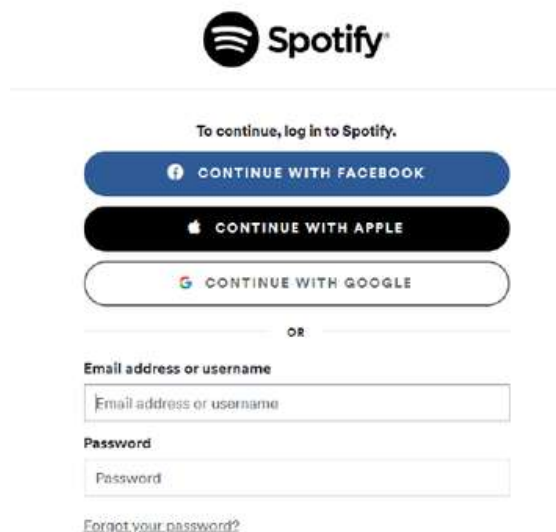 Spotify®
To continue, log in to Spotify.
CONTINUE WITH FACEBOOK
CONTINUE WITH APPLE
CONTINUE WITH GOOGLE
OR
Email address or username
Email address or username
Password
Password
Forgot your password?